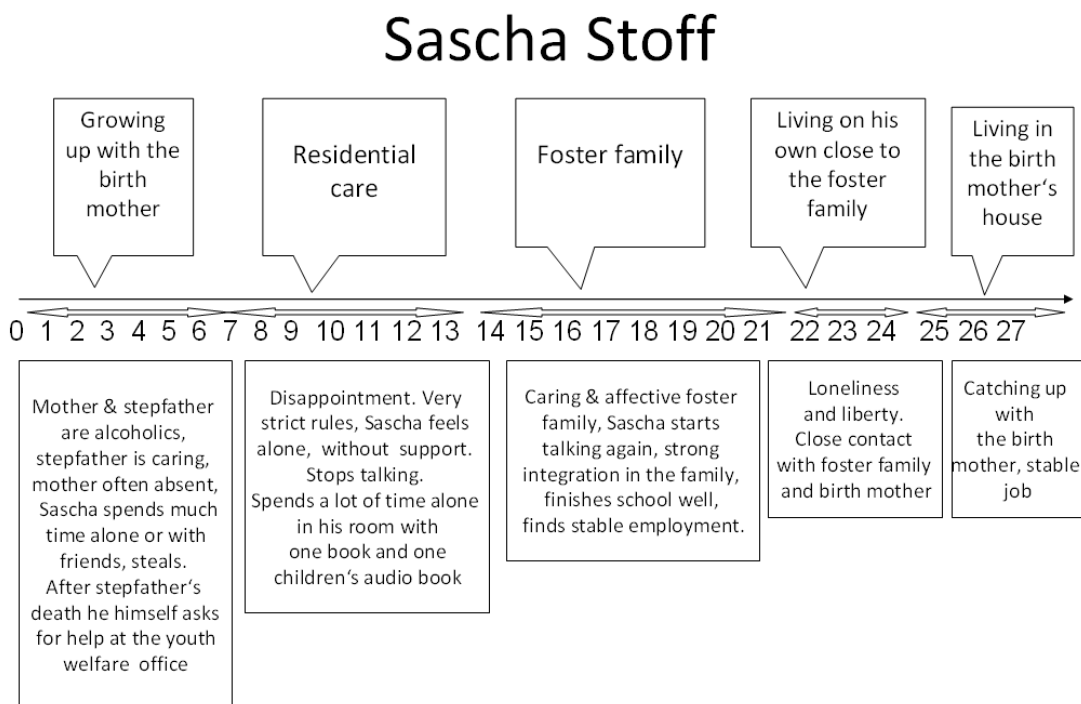 Sascha Stoff
Growing
up with the
birth
mother
Residential
care
Foster family
Living on his
own close to
the foster
family
Living in
the birth
mother‘s
house
0 1 2 3 4 5 6 7 8 9 10 11 12 13 14 15 16 17 18 19 20 21 22 23 24 25 26 27
Mother & stepfather
are alcoholics,
stepfather is caring,
mother often absent,
Sascha spends much
time alone or with
friends, steals.
After stepfather‘s
death he himself asks
for help at the youth
welfare office
Disappointment. Very
strict rules, Sascha feels
alone, without support.
Stops talking.
Spends a lot of time alone
in his room with
one book and one
children‘s audio book
Caring & affective foster
family, Sascha starts
talking again, strong
integration in the family,
finishes school well,
finds stable employment.
Loneliness
and liberty.
Close contact
with foster family
and birth mother
Catching up
with
the birth
mother, stable
job